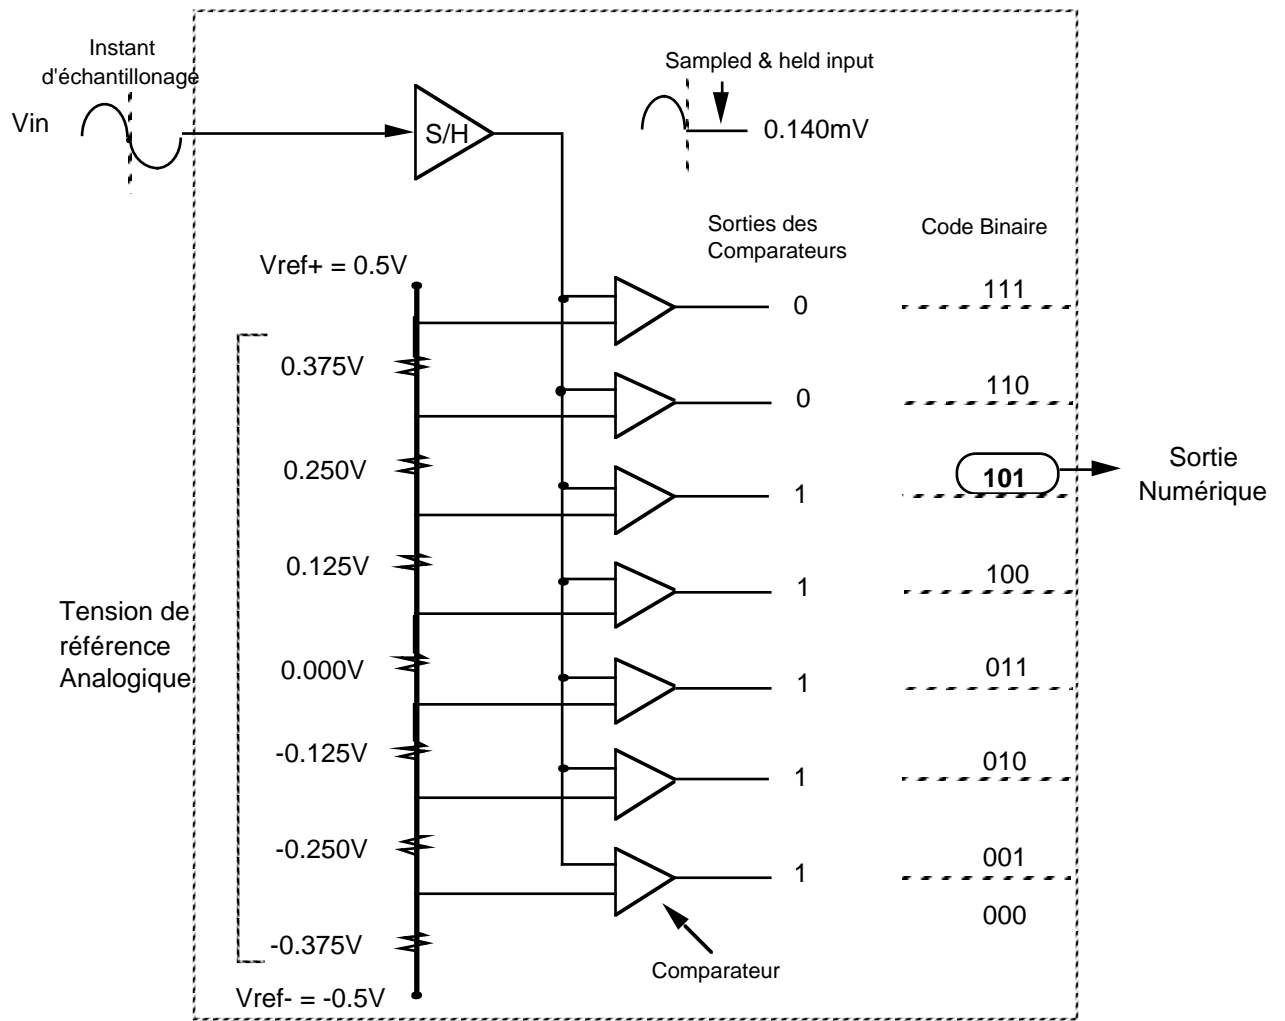 Instant
d'échantillonage
Vin
S/H
Sampled & held input
0.140mV
Sorties des
Comparateurs
Code Binaire
Vref+ = 0.5V
0
111
0.375V
0
110
0.250V
1
101
Sortie
Numérique
0.125V
1
100
Tension de
référence
Analogique
0.000V
1
011
-0.125V
1
010
-0.250V
1
001
000
-0.375V
Comparateur
Vref- = -0.5V